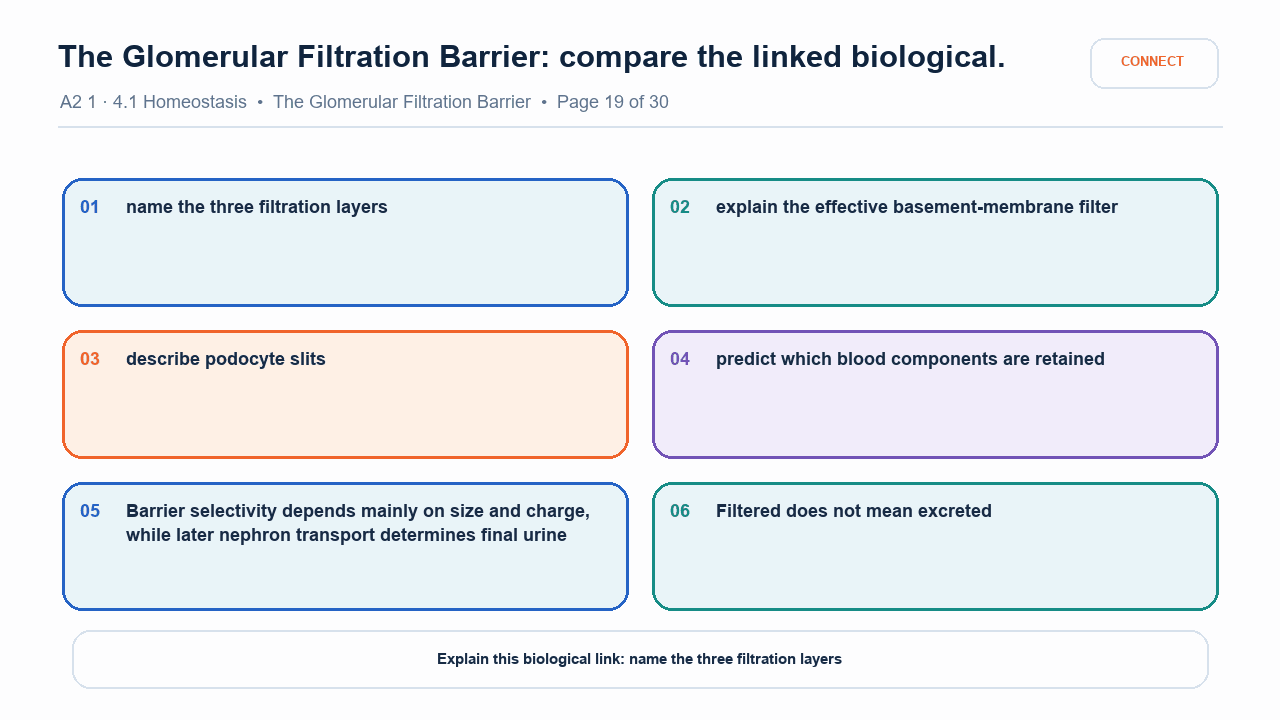 The Glomerular Filtration Barrier: compare the linked biological.
CONNECT
A2 1 · 4.1 Homeostasis • The Glomerular Filtration Barrier • Page 19 of 30
01 name the three filtration layers
02 explain the effective basement-membrane filter
03 describe podocyte slits
04 predict which blood components are retained
05 Barrier selectivity depends mainly on size and charge,
while later nephron transport determines final urine
06 Filtered does not mean excreted
Explain this biological link: name the three filtration layers